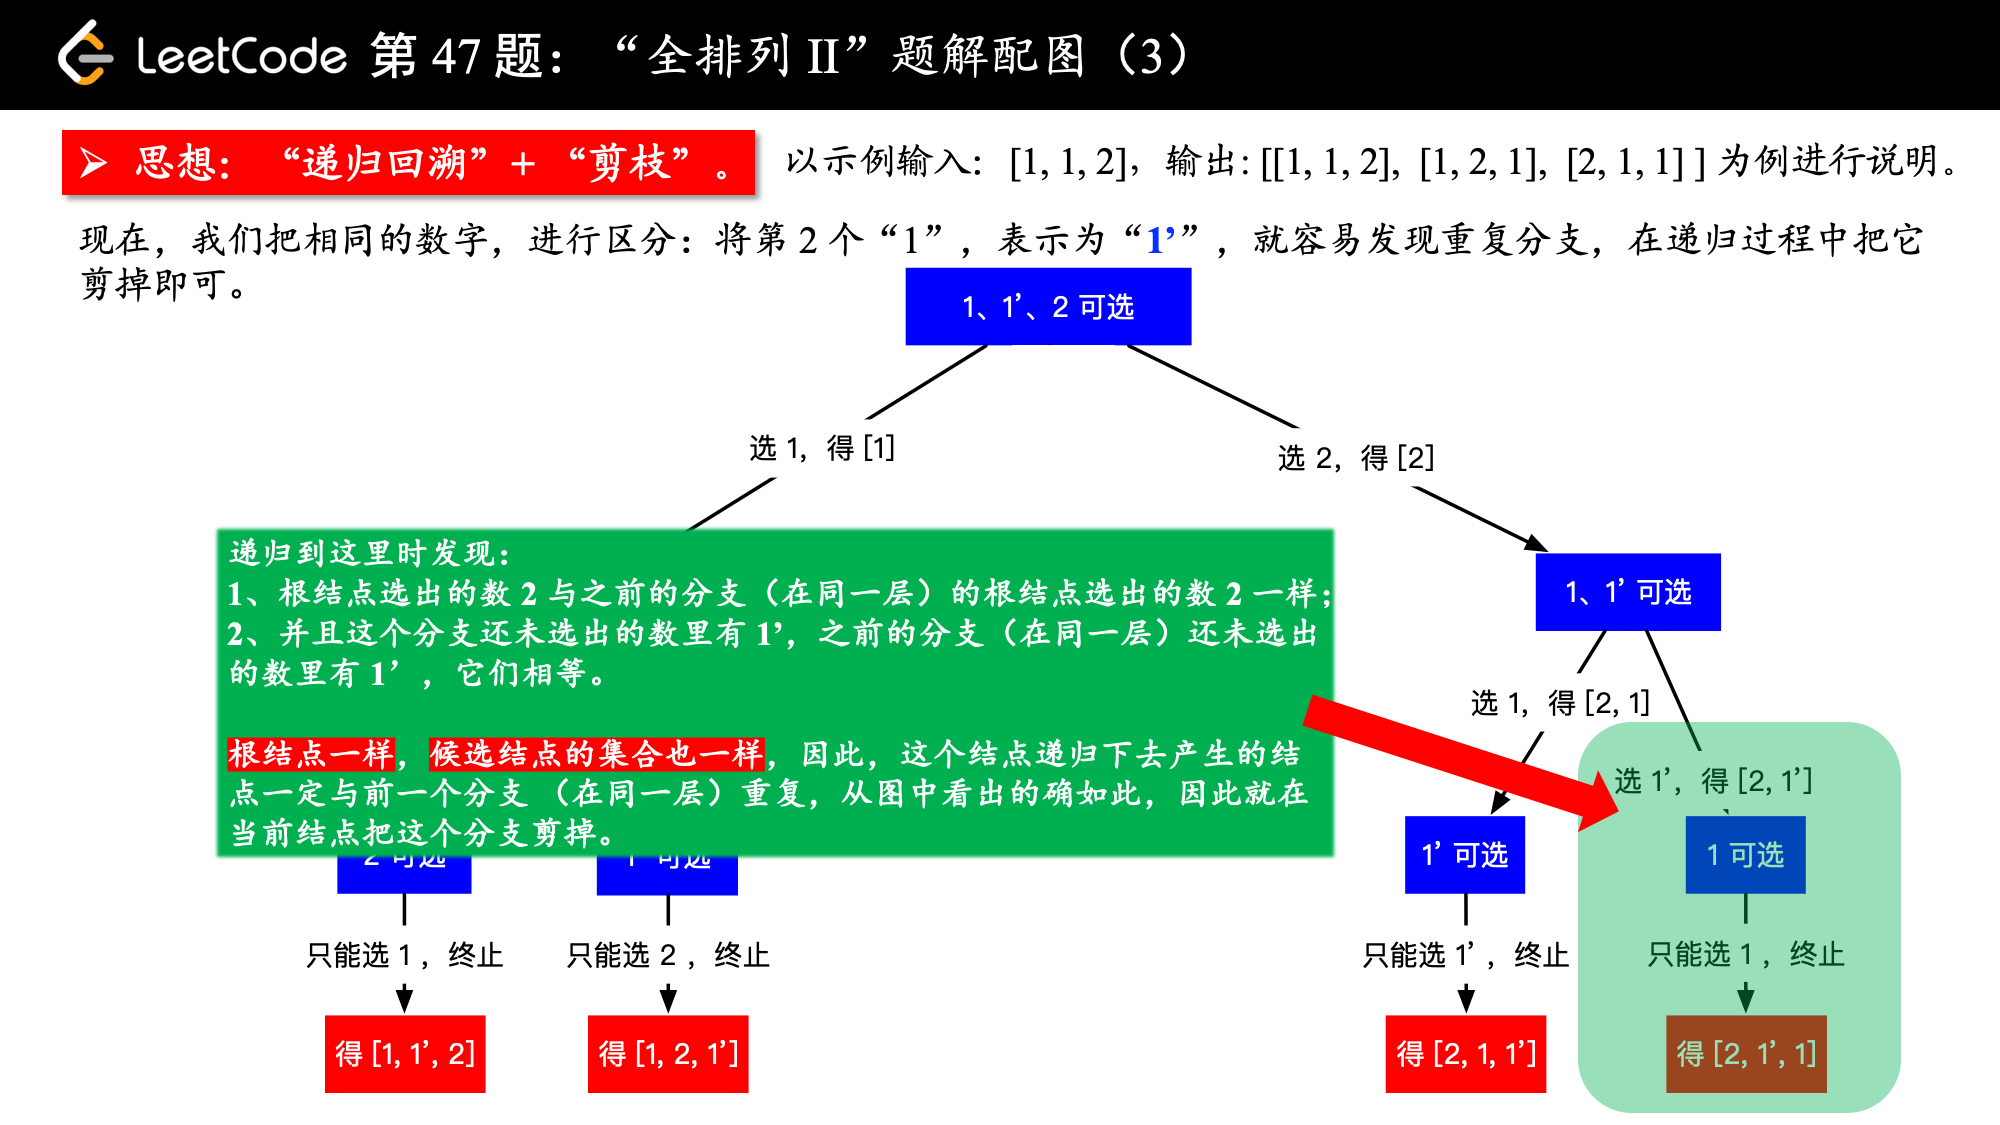 LeetCode 第 47 题：“全排列 II”题解配图（3）
➢ 思想：“递归回溯”+“剪枝”。
以示例输入：[1, 1, 2]，输出: [[1, 1, 2], [1, 2, 1], [2, 1, 1] ] 为例进行说明。
现在，我们把相同的数字，进行区分：将第 2 个“1”，表示为“1’”，就容易发现重复分支，在递归过程中把它
剪掉即可。
1、1’、2 可选
选 1，得 [1]
选 2，得 [2]
递归到这里时发现：
1、根结点选出的数 2 与之前的分支（在同一层）的根结点选出的数 2 一样；
2、并且这个分支还未选出的数里有 1’，之前的分支（在同一层）还未选出
的数里有 1’，它们相等。
根结点一样，候选结点的集合也一样，因此，这个结点递归下去产生的结
点一定与前一个分支 （在同一层）重复，从图中看出的确如此，因此就在
当前结点把这个分支剪掉。
1、1’ 可选
选 1，得 [2, 1]
选 1’，得 [2, 1’]
2 可选
可选
1’ 可选
1 可选
只能选 1 ，终止
只能选 2 ，终止
只能选 1’ ，终止
只能选 1 ，终止
得 [1, 1’, 2]
得 [1, 2, 1’]
得 [2, 1, 1’]
得 [2, 1’, 1]